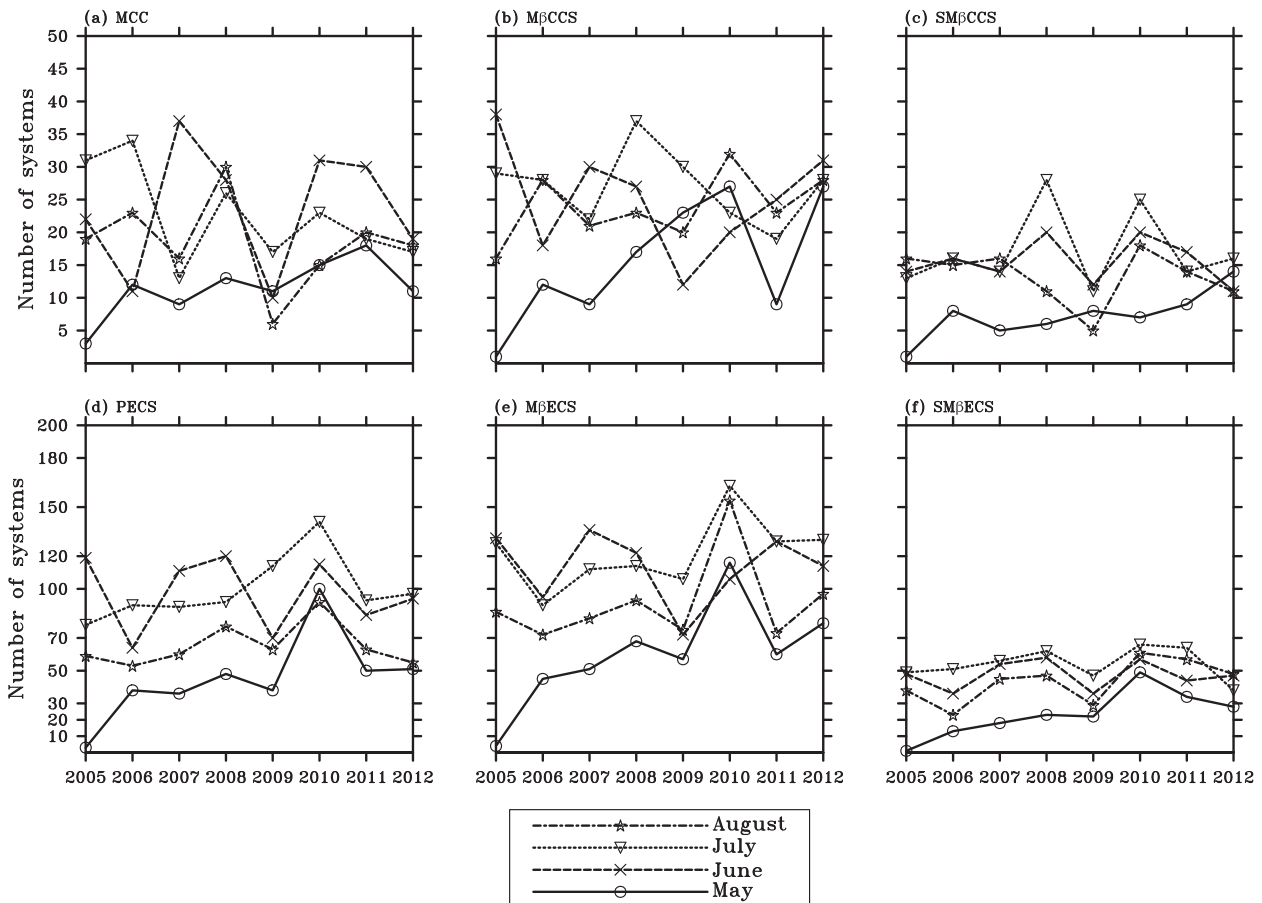 (a) MCC
(b) MβCCS
(c) SMβCCS
50
45
40
35
30
25
20
15
10
5
Number of systems
(d) PECS
(e) MβECS
(f) SMβECS
200
180
150
120
100
70
50
30
20
10
Number of systems
2005 2006 2007 2008 2009 2010 2011 2012
2005 2006 2007 2008 2009 2010 2011 2012
2005 2006 2007 2008 2009 2010 2011 2012
August
July
June
May